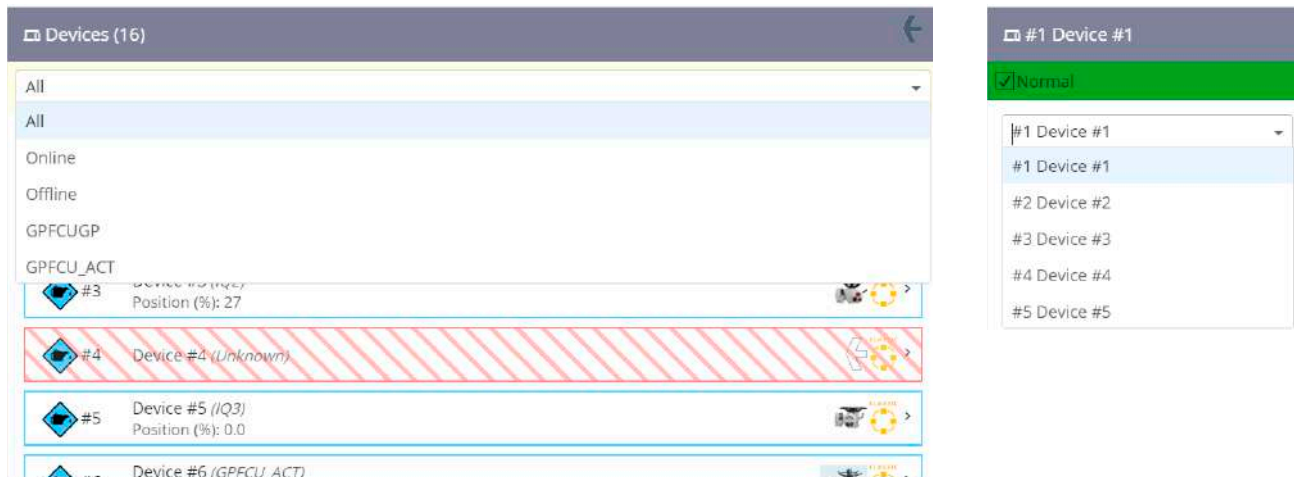 Devices (16)
All
All
Online
Offline
GPFCUGP
GPFCU_ACT
#3
Position (%): 27
#4
Device #4 (Unknown)
#5
Device #5 (IQ3)
Position (%): 0.0
Device #6 (GPFCU_ACT)
#1 Device #1
Normal
#1 Device #1
#1 Device #1
#2 Device #2
#3 Device #3
#4 Device #4
#5 Device #5